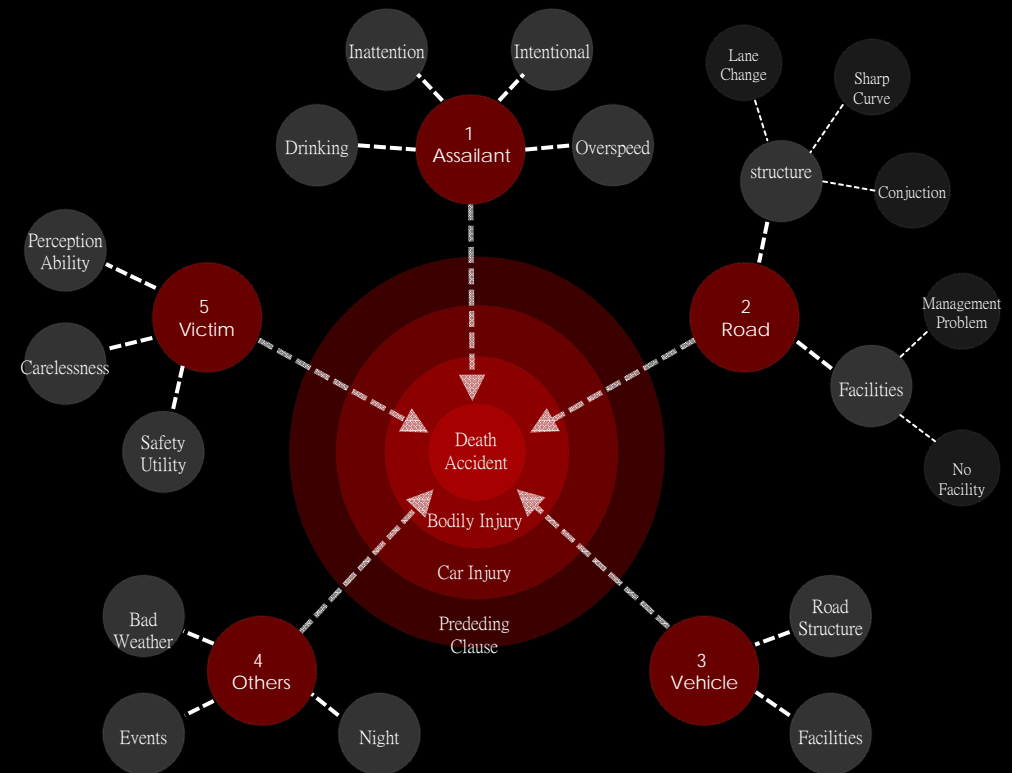 Inattention
Intentional
Drinking
1
Assailant
Overspeed
Lane
Change
Sharp
Curve
structure
Conjuction
2
Road
Management
Problem
Facilities
No
Facility
Perception
Ability
5
Victim
Carelessness
Safety
Utility
Death
Accident
Bodily Injury
Car Injury
Prededing
Clause
Bad
Weather
4
Others
Events
Night
3
Vehicle
Road
Structure
Facilities